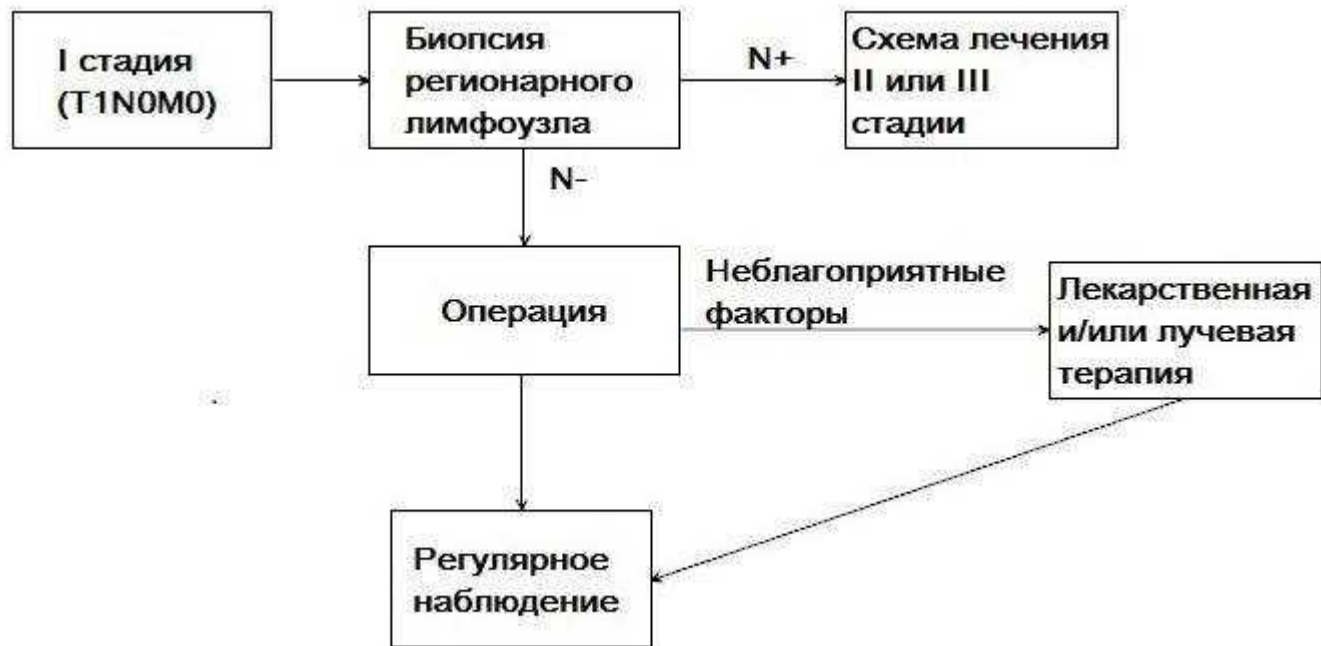 I стадия
(T1N0M0)
Биопсия
регионарного
лимфоузла
N+
Схема лечения
II или III
стадии
N-
Операция
Неблагоприятные
факторы
Лекарственная
и/или лучевая
терапия
Регулярное
наблюдение